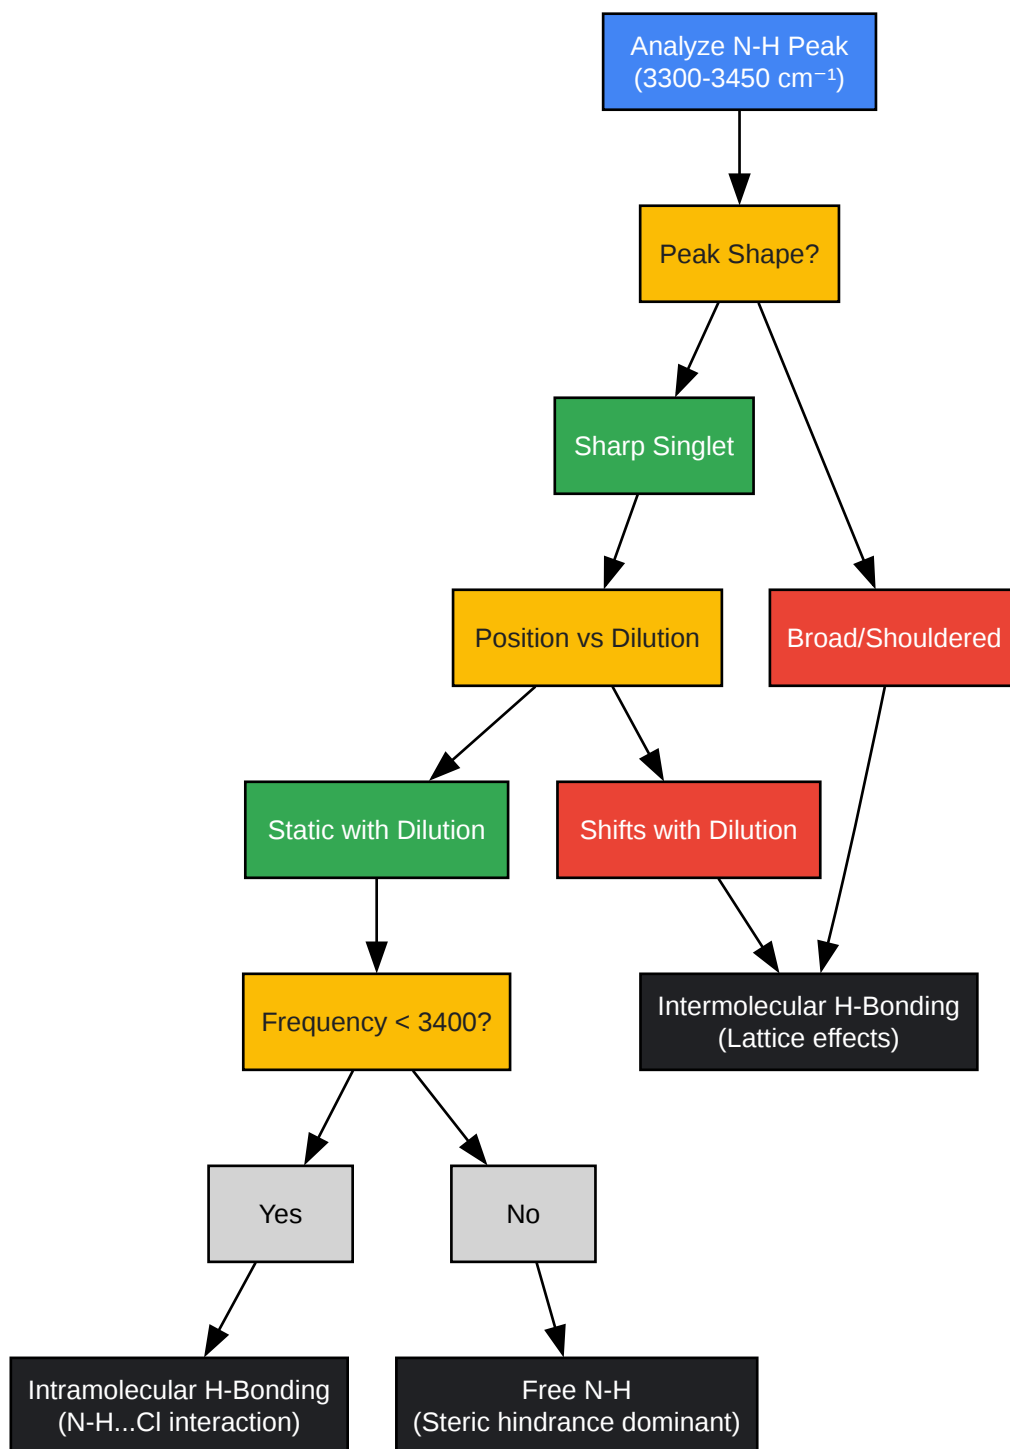 Analyze N-H Peak
(3300-3450 cm⁻¹)
Peak Shape?
Sharp Singlet
Position vs Dilution
Broad/Shouldered
Static with Dilution
Shifts with Dilution
Frequency < 3400?
Intermolecular H-Bonding
(Lattice effects)
Yes
No
Intramolecular H-Bonding
(N-H...Cl interaction)
Free N-H
(Steric hindrance dominant)